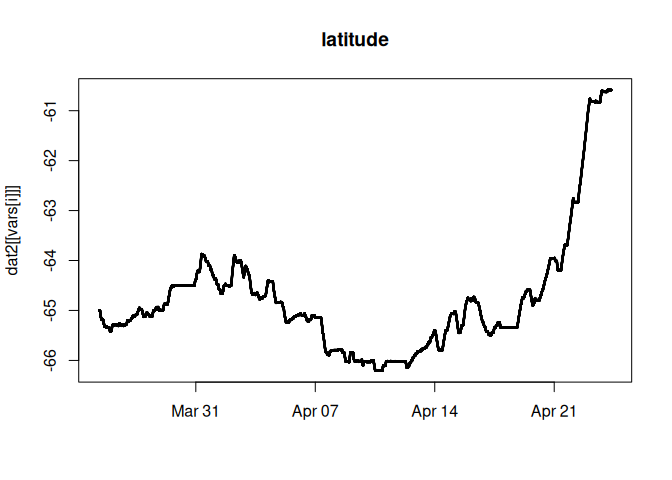 latitude
dat2[[vars[i]]]
-61
-62
-63
-64
-65
-66
Mar 31
Apr 07
Apr 14
Apr 21